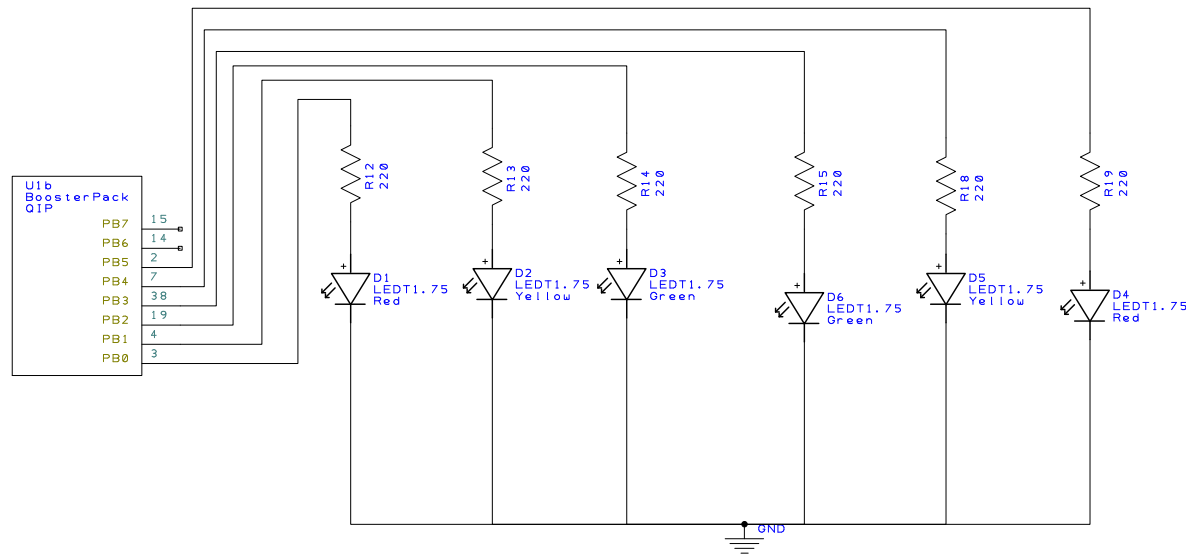 U1b
BoosterPack
QIP
PB7 15
PB6 14
PB5 2
PB4 7
PB3 38
PB2 19
PB1 4
PB0 3
R12
220
R13
220
R14
220
R15
220
R18
220
R19
220
+
D1
LEDT1.75
Red
+
D2
LEDT1.75
Yellow
+
D3
LEDT1.75
Green
+
D6
LEDT1.75
Green
+
D5
LEDT1.75
Yellow
+
D4
LEDT1.75
Red
GND